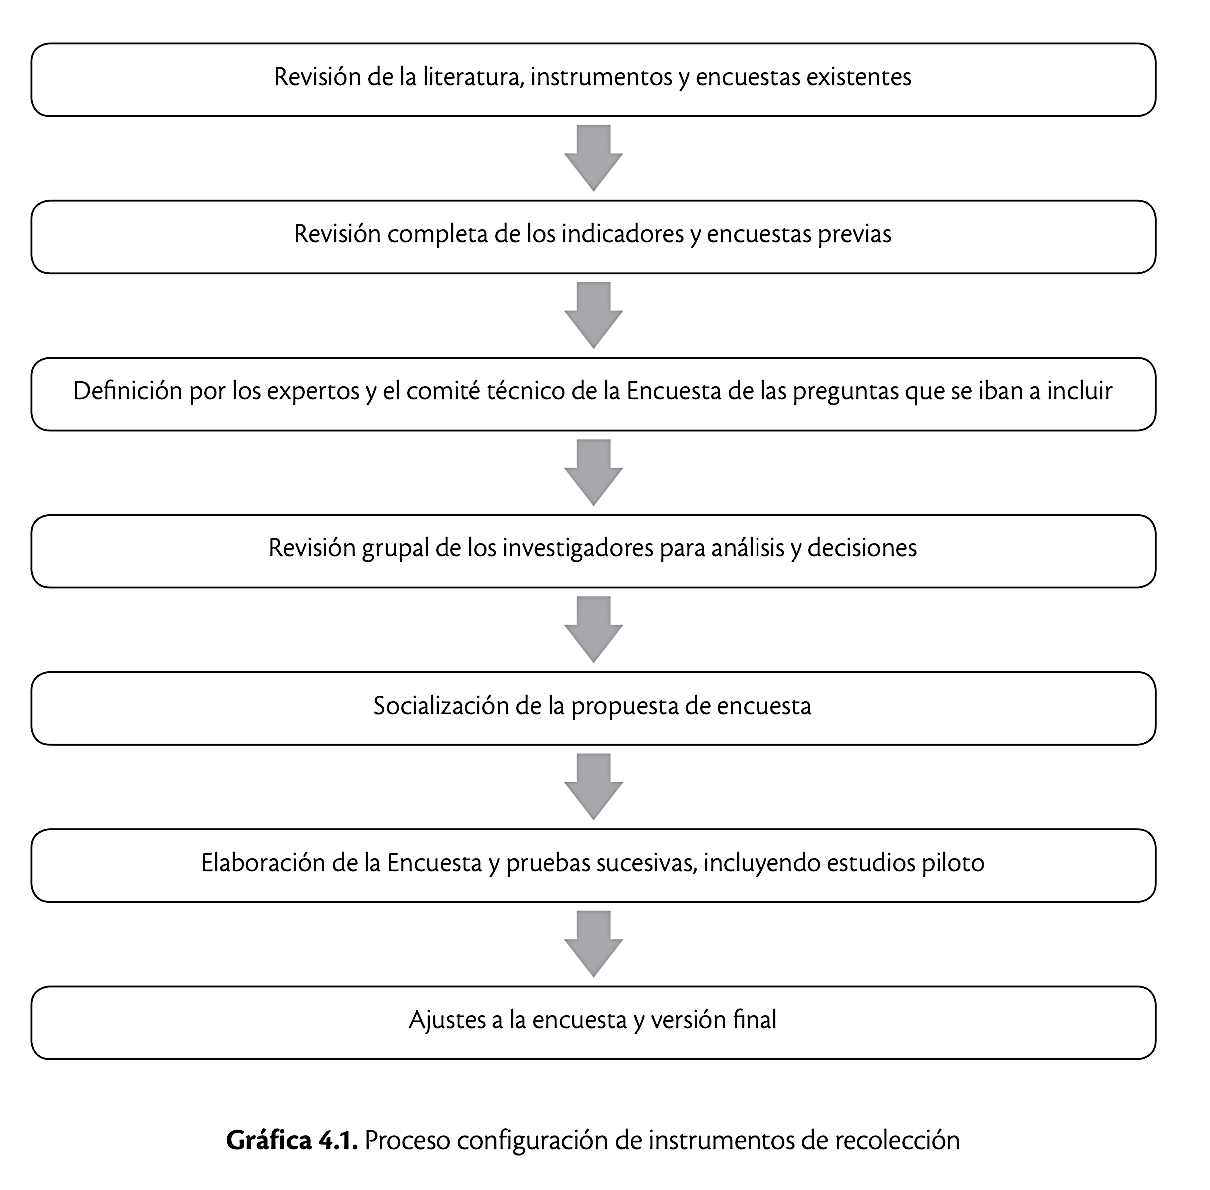 Revisión de la literatura, instrumentos y encuestas existentes
Revisión completa de los indicadores y encuestas previas
Definición por los expertos y el comité técnico de la Encuesta de las preguntas que se iban a incluir
Revisión grupal de los investigadores para análisis y decisiones
Socialización de la propuesta de encuesta
Elaboración de la Encuesta y pruebas sucesivas, incluyendo estudios piloto
Ajustes a la encuesta y versión final
Gráfica 4.1. Proceso configuración de instrumentos de recolección